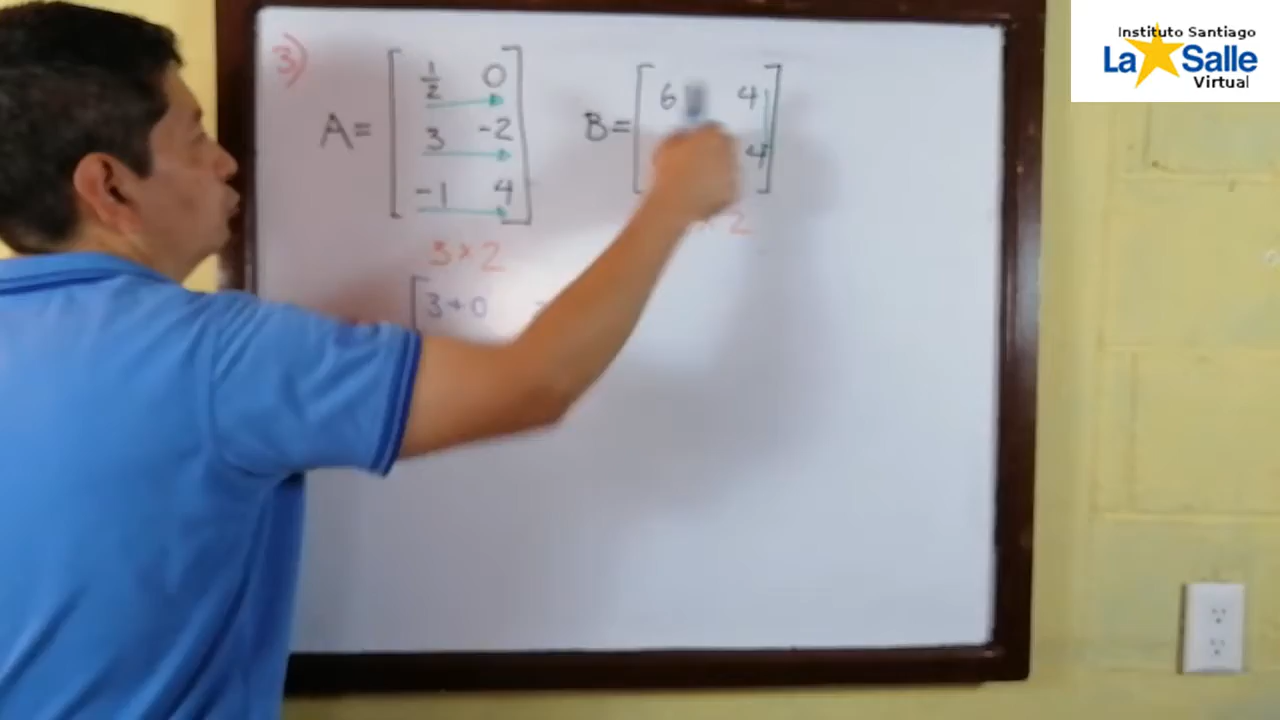 Instituto Santiago
La Salle
Virtual
3)
A = [ 1/2 0
3 -2
-1 4 ]
B = [ 6 4
4 ]
3 × 2
× 2
[ 3 + 0